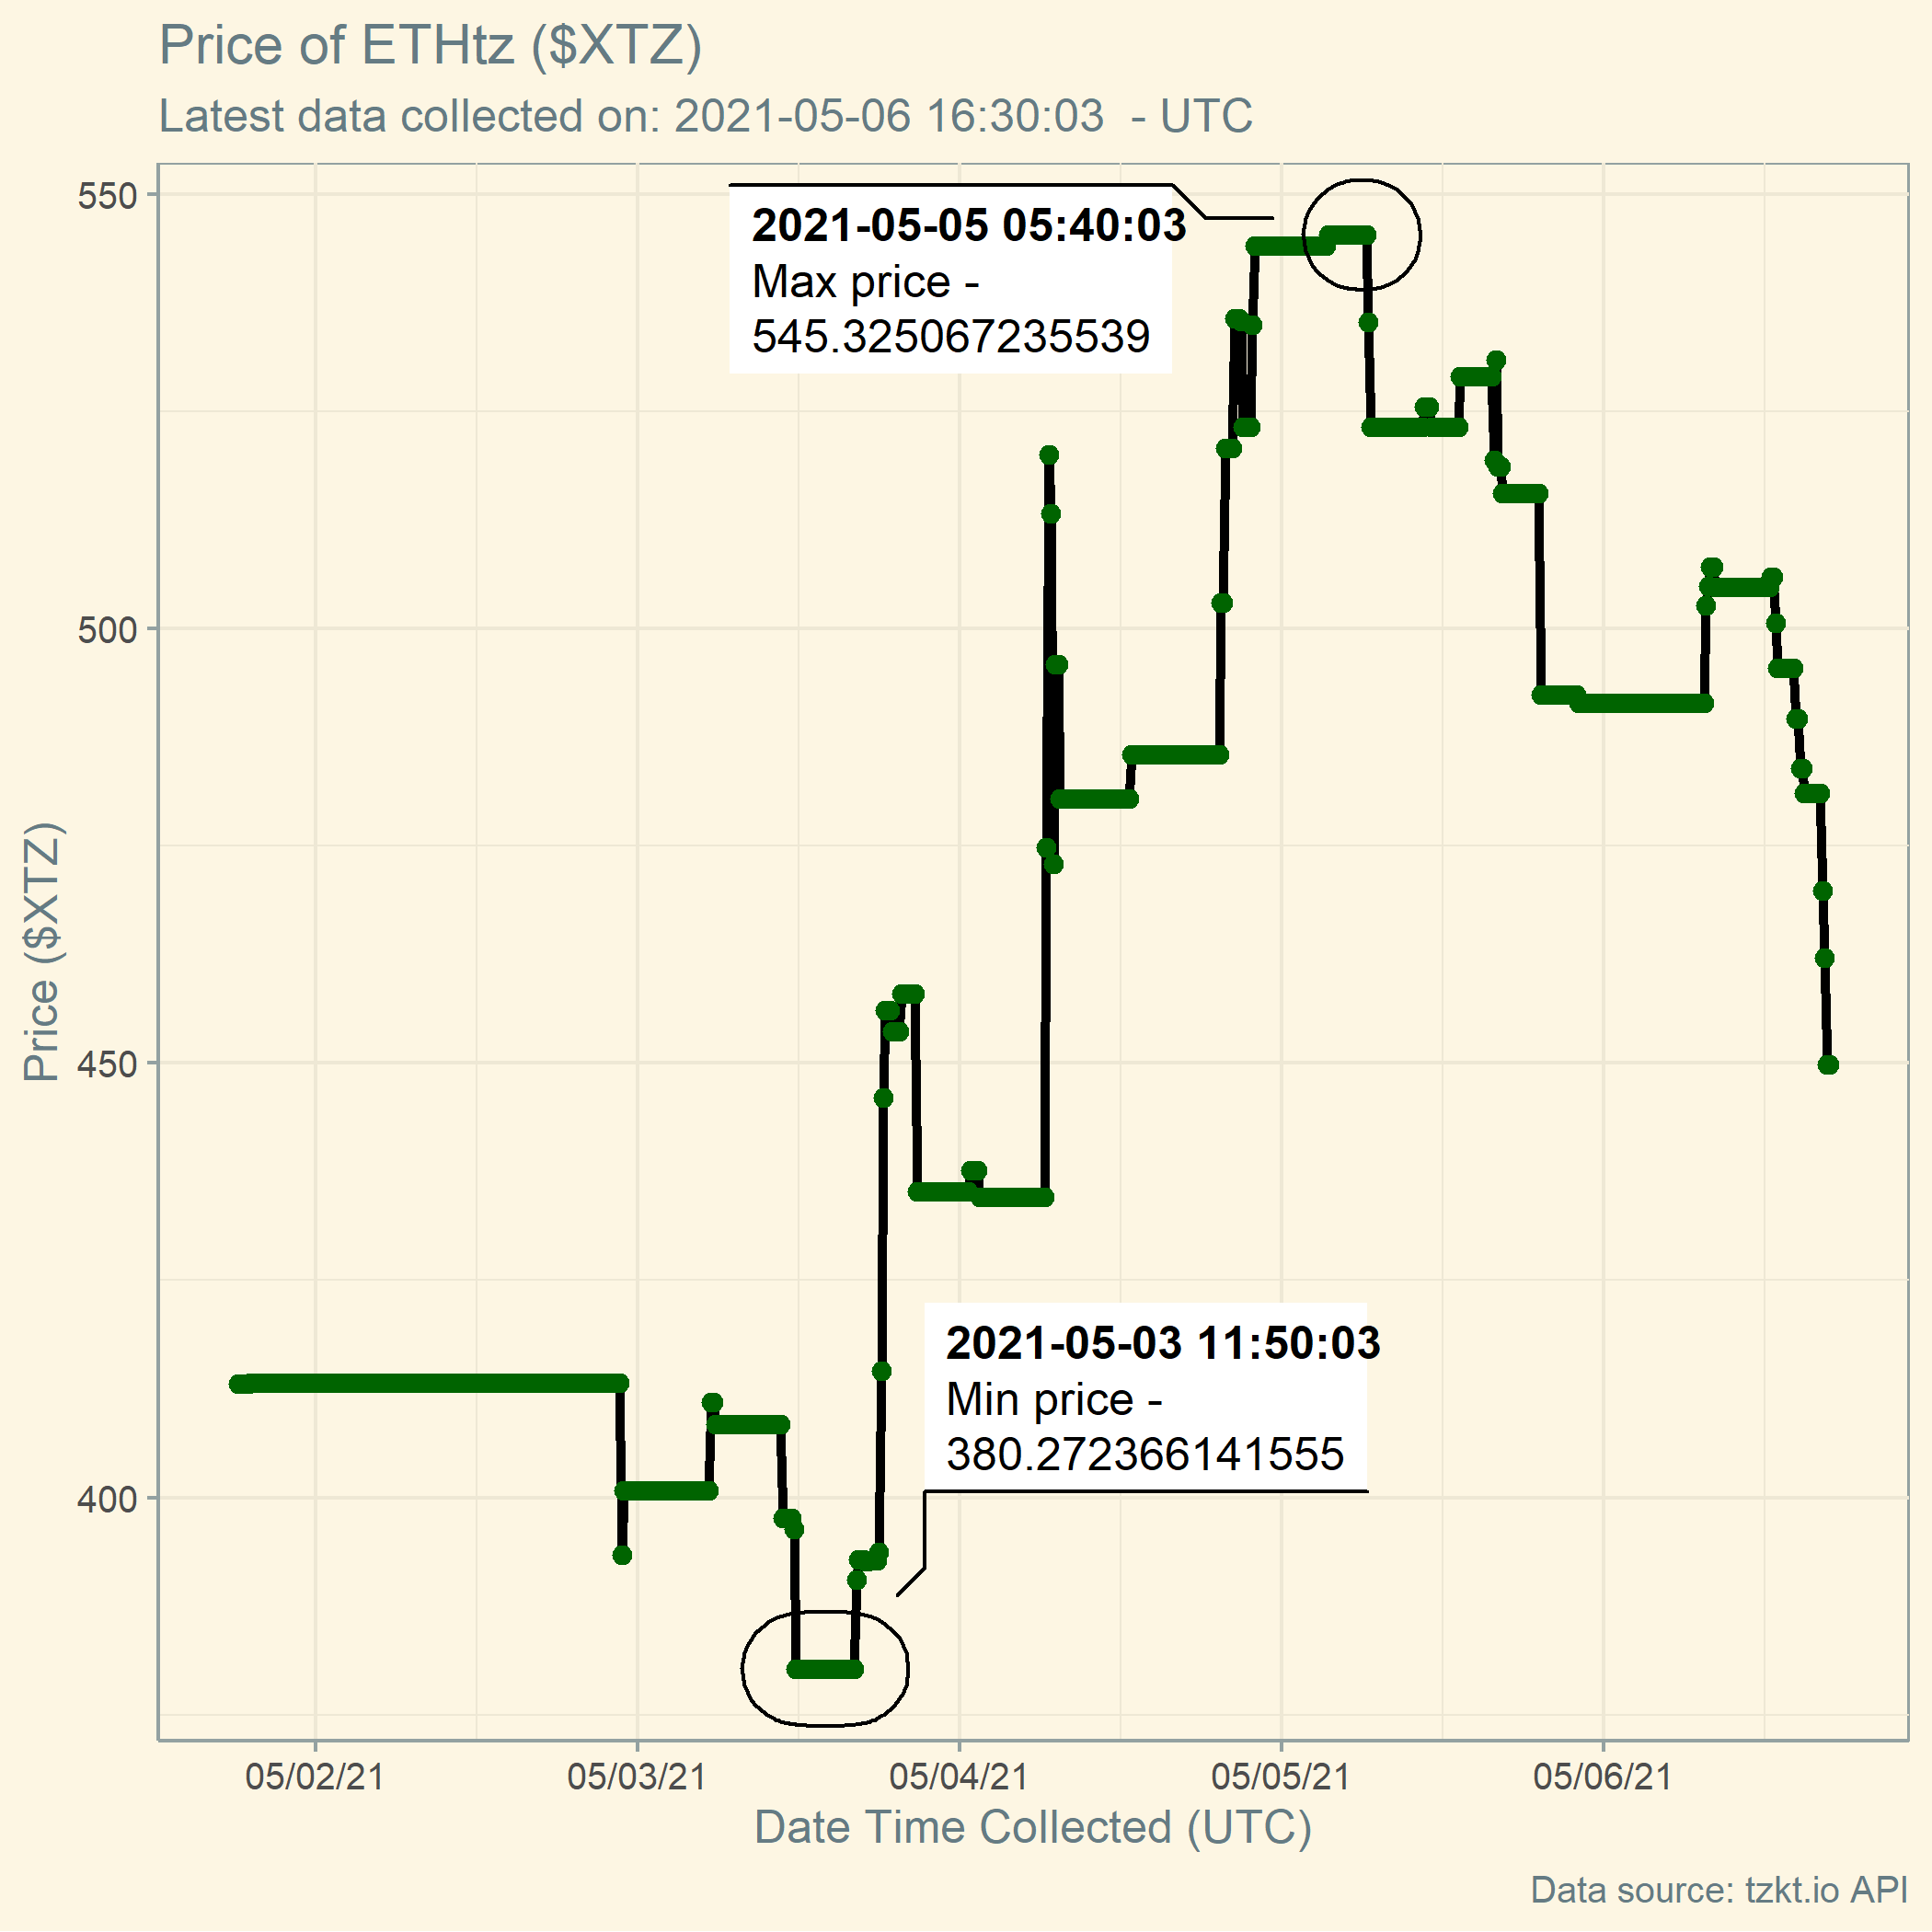 Price of ETHtz ($XTZ)
Latest data collected on: 2021-05-06 16:30:03  - UTC
550
500
450
400
Price ($XTZ)
2021-05-05 05:40:03
Max price -
545.325067235539
2021-05-03 11:50:03
Min price -
380.272366141555
05/02/21
05/03/21
05/04/21
05/05/21
05/06/21
Date Time Collected (UTC)
Data source: tzkt.io API